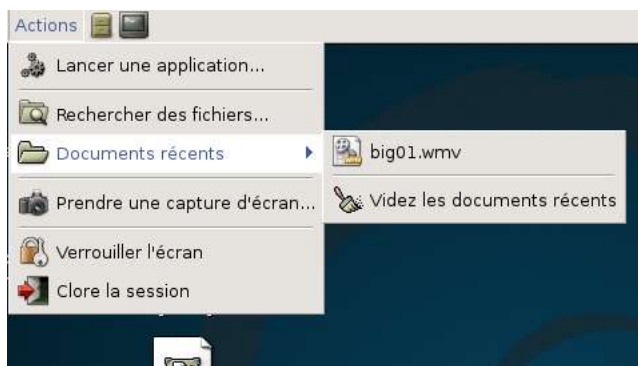 Actions
Lancer une application...
Rechercher des fichiers...
Documents récents
big01.wmv
Videz les documents récents
Prendre une capture d'écran...
Verrouiller l'écran
Clore la session